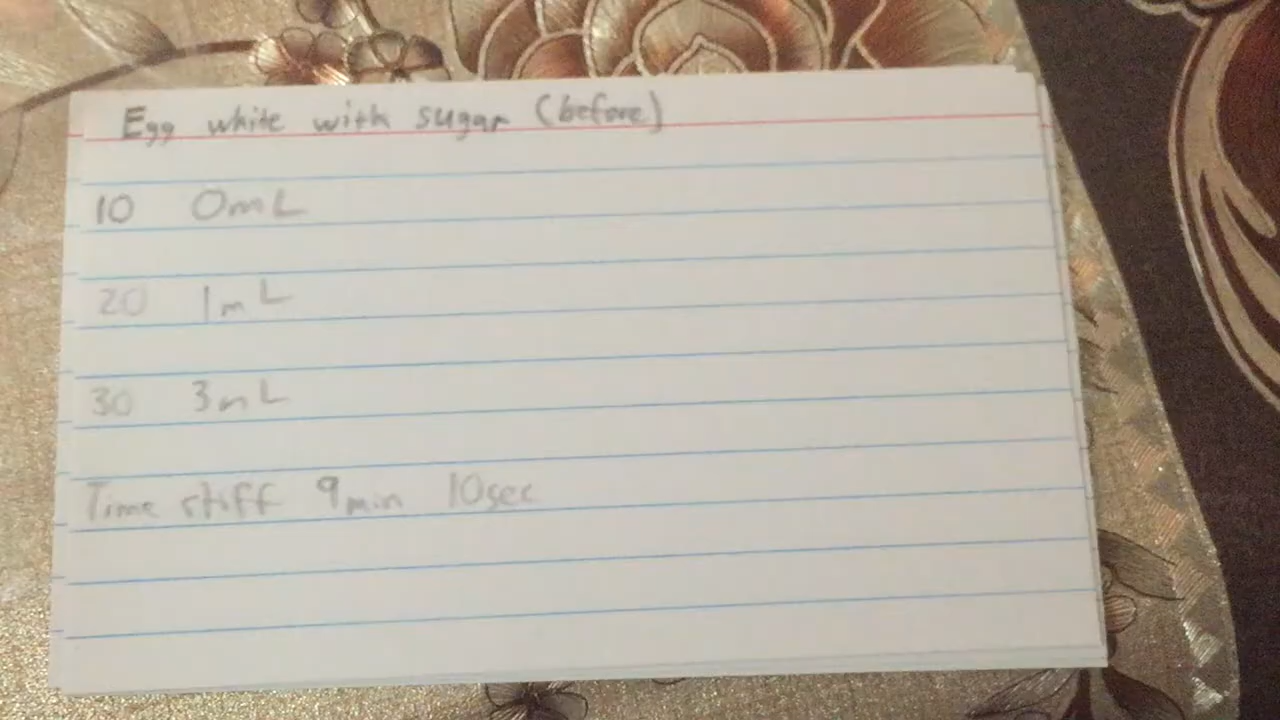 Egg white with sugar (before)
10 0mL
20 1mL
30 3mL
Time stiff 9min 10sec